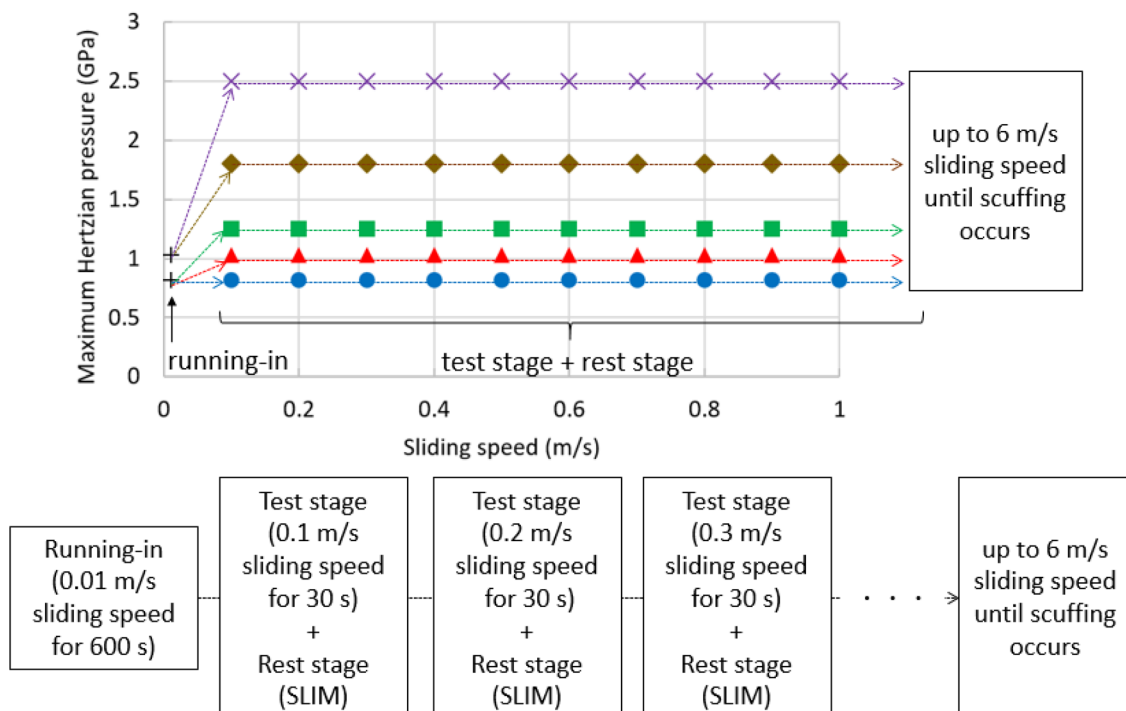 Maximum Hertzian pressure (GPa)
3
2.5
2
1.5
1
0.5
0
running-in
test stage + rest stage
0
0.2
0.4
0.6
0.8
1
Sliding speed (m/s)
up to 6 m/s
sliding speed
until scuffing
occurs
Running-in
(0.01 m/s
sliding speed
for 600 s)
Test stage
(0.1 m/s
sliding speed
for 30 s)
+
Rest stage
(SLIM)
Test stage
(0.2 m/s
sliding speed
for 30 s)
+
Rest stage
(SLIM)
Test stage
(0.3 m/s
sliding speed
for 30 s)
+
Rest stage
(SLIM)
. . .
up to 6 m/s
sliding speed
until scuffing
occurs